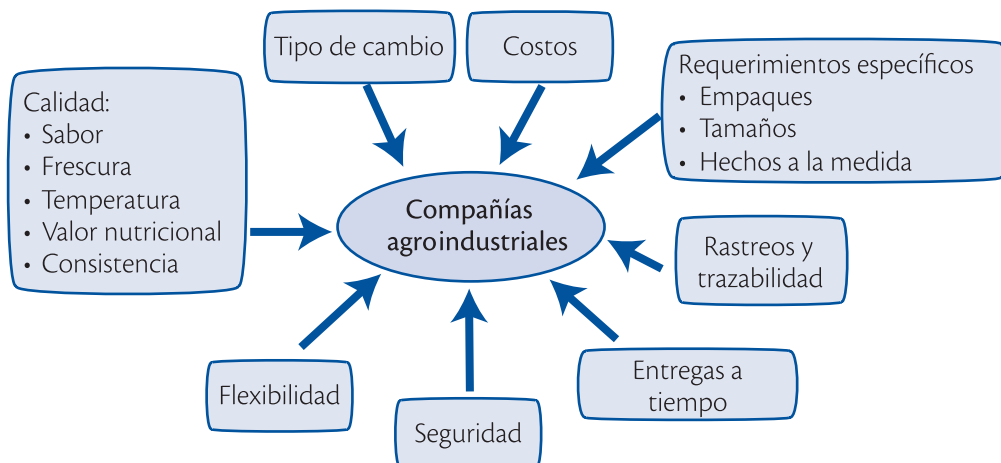 Tipo de cambio
Costos
Requerimientos específicos
• Empaques
• Tamaños
• Hechos a la medida
Calidad:
• Sabor
• Frescura
• Temperatura
• Valor nutricional
• Consistencia
Compañías
agroindustriales
Rastreos y
trazabilidad
Entregas a
tiempo
Flexibilidad
Seguridad